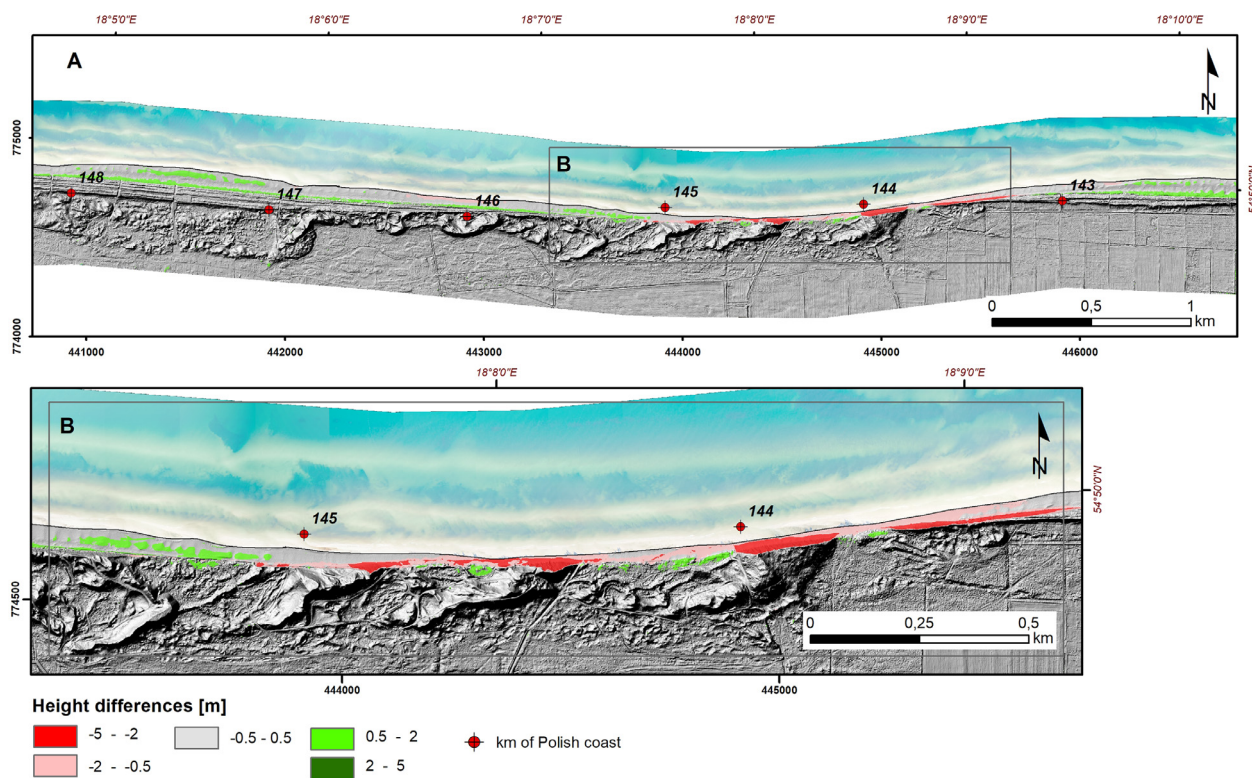 18°5'0"E 18°6'0"E 18°7'0"E 18°8'0"E 18°9'0"E 18°10'0"E
A
N
775000
B
148 147 146 145 144 143
54°50'0"N
0 0,5 1
km
774000
441000 442000 443000 444000 445000 446000
18°8'0"E 18°9'0"E
B
N
145 144
54°50'0"N
774500
0 0,25 0,5
km
444000 445000
Height differences [m]
-5 - -2 -0.5 - 0.5 0.5 - 2 km of Polish coast
-2 - -0.5 2 - 5